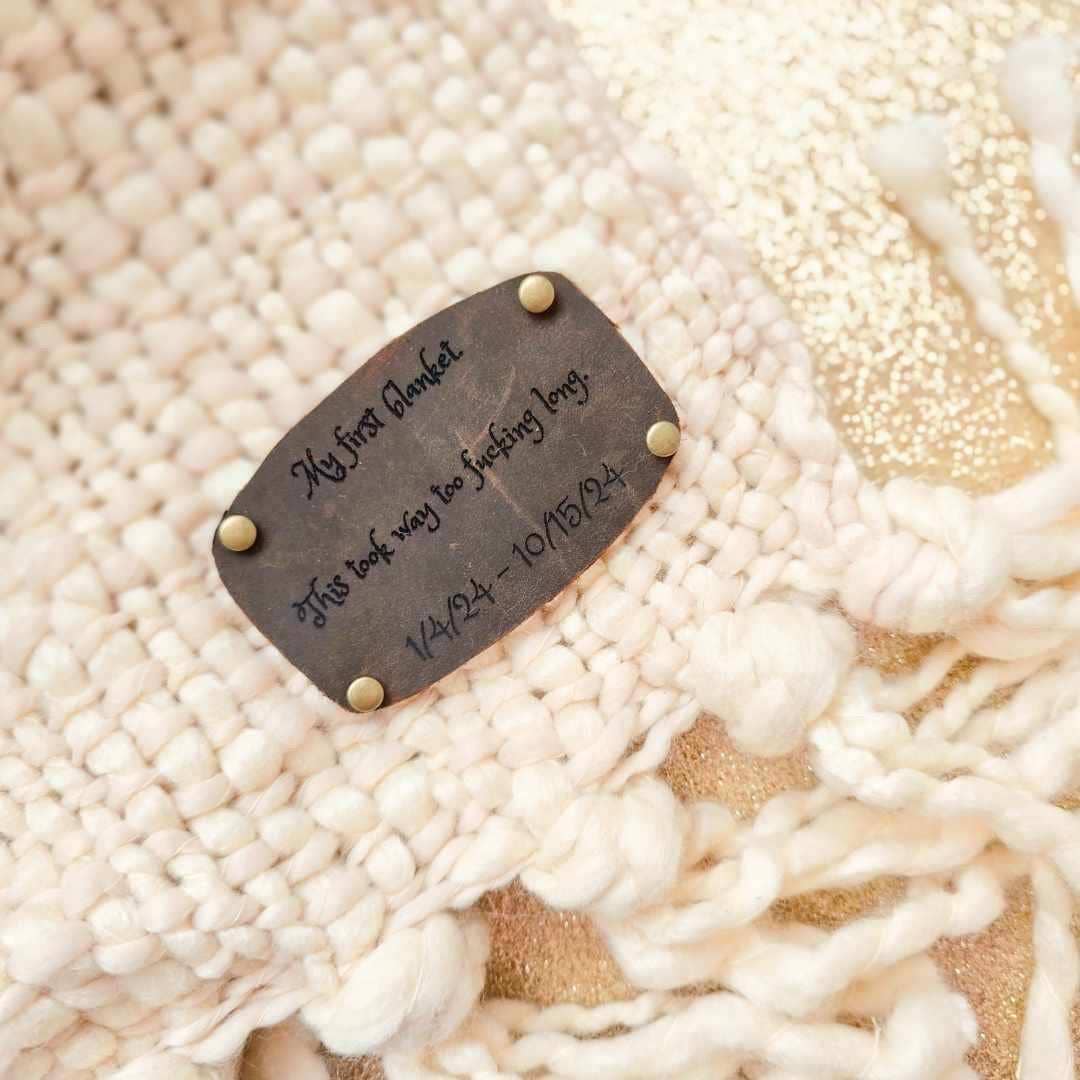 My first blanket.
This took way too fucking long.
1/4/24 - 10/15/24